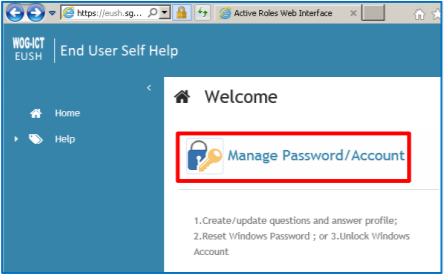 https://eush.sg... Active Roles Web Interface
WOG-ICT
EUSH
End User Self Help
Welcome
Home
Help
Manage Password/Account
1.Create/update questions and answer profile;
2.Reset Windows Password ; or 3.Unlock Windows
Account